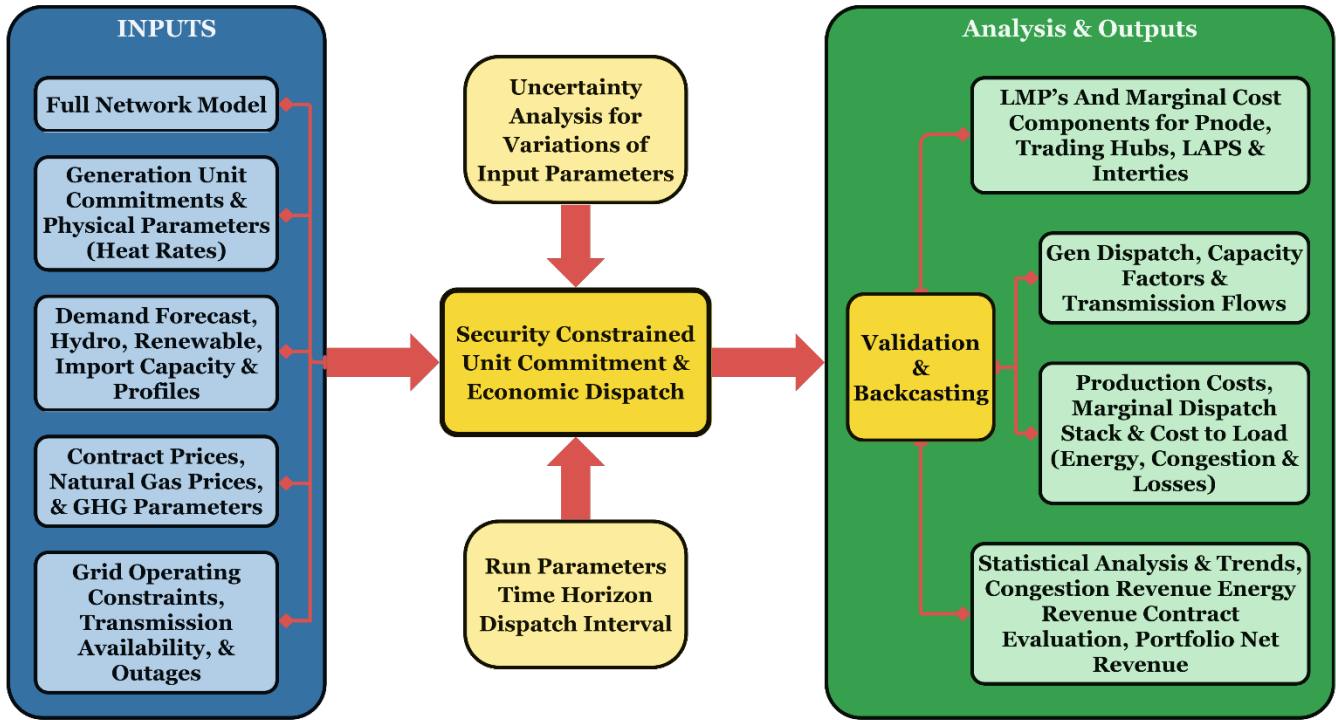 INPUTS
Full Network Model
Generation Unit
Commitments &
Physical Parameters
(Heat Rates)
Demand Forecast,
Hydro, Renewable,
Import Capacity &
Profiles
Contract Prices,
Natural Gas Prices,
& GHG Parameters
Grid Operating
Constraints,
Transmission
Availability, &
Outages
Uncertainty
Analysis for
Variations of
Input Parameters
Security Constrained
Unit Commitment &
Economic Dispatch
Run Parameters
Time Horizon
Dispatch Interval
Analysis & Outputs
Validation
&
Backcasting
LMP's And Marginal Cost
Components for Pnode,
Trading Hubs, LAPS &
Interties
Gen Dispatch, Capacity
Factors &
Transmission Flows
Production Costs,
Marginal Dispatch
Stack & Cost to Load
(Energy, Congestion &
Losses)
Statistical Analysis & Trends,
Congestion Revenue Energy
Revenue Contract
Evaluation, Portfolio Net
Revenue